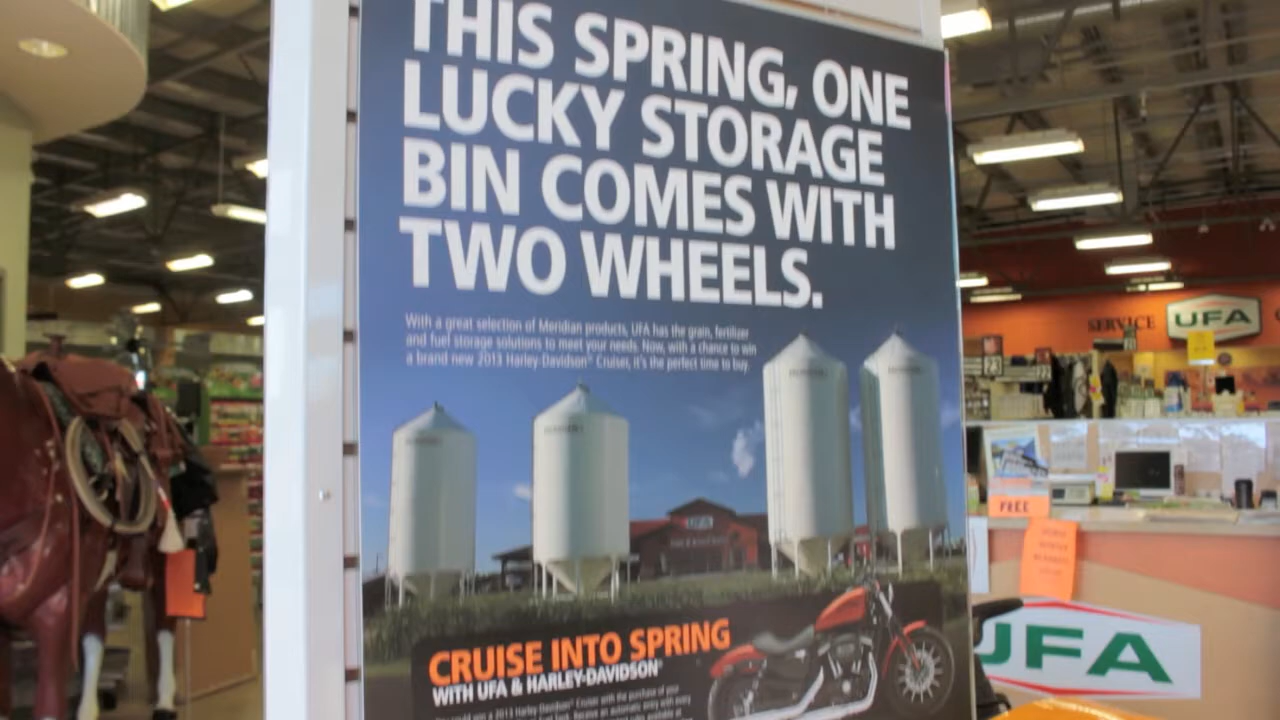 THIS SPRING, ONE
LUCKY STORAGE
BIN COMES WITH
TWO WHEELS.
With a great selection of Meridian products, UFA has the grain, fertilizer
and fuel storage solutions to meet your needs. Now, with a chance to win
a brand new 2013 Harley Davidson® Cruiser, it's the perfect time to buy.
UFA
CRUISE INTO SPRING
WITH UFA & HARLEY-DAVIDSON®
SERVICE
UFA
23
22
FREE
UFA